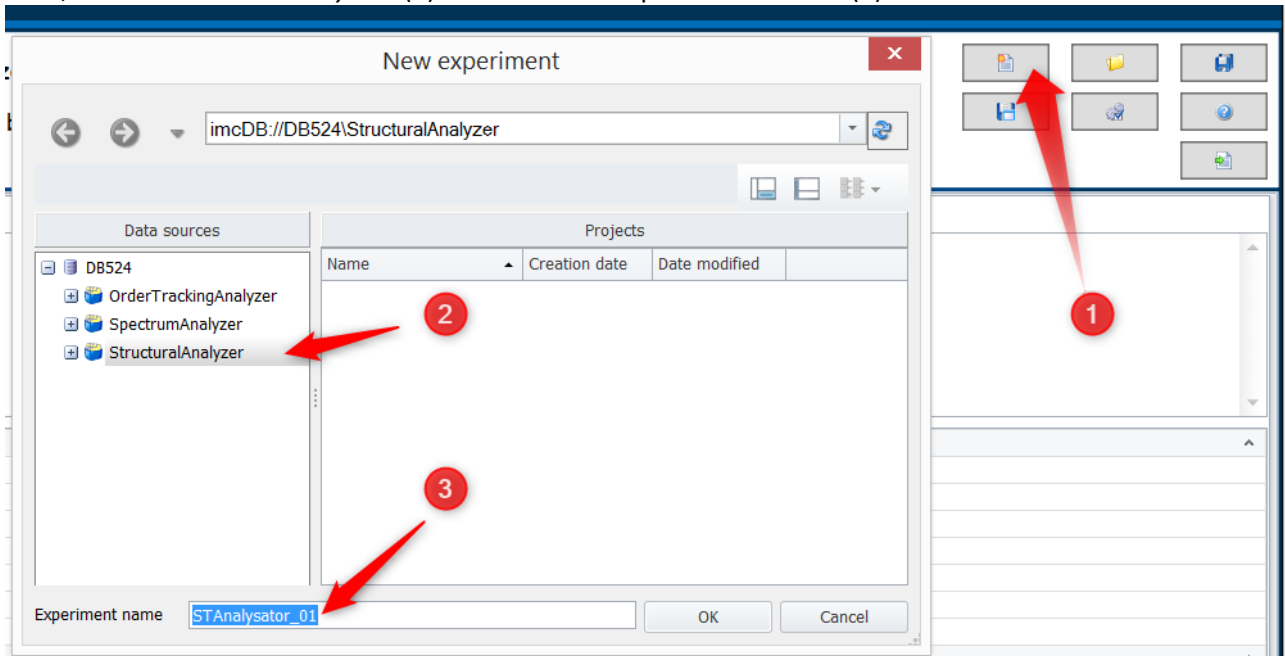 New experiment
imcDB://DB524\StructuralAnalyzer
Data sources
Projects
DB524
OrderTrackingAnalyzer
SpectrumAnalyzer
StructuralAnalyzer
Name Creation date Date modified
1
2
3
Experiment name STAnalysator_01 OK Cancel